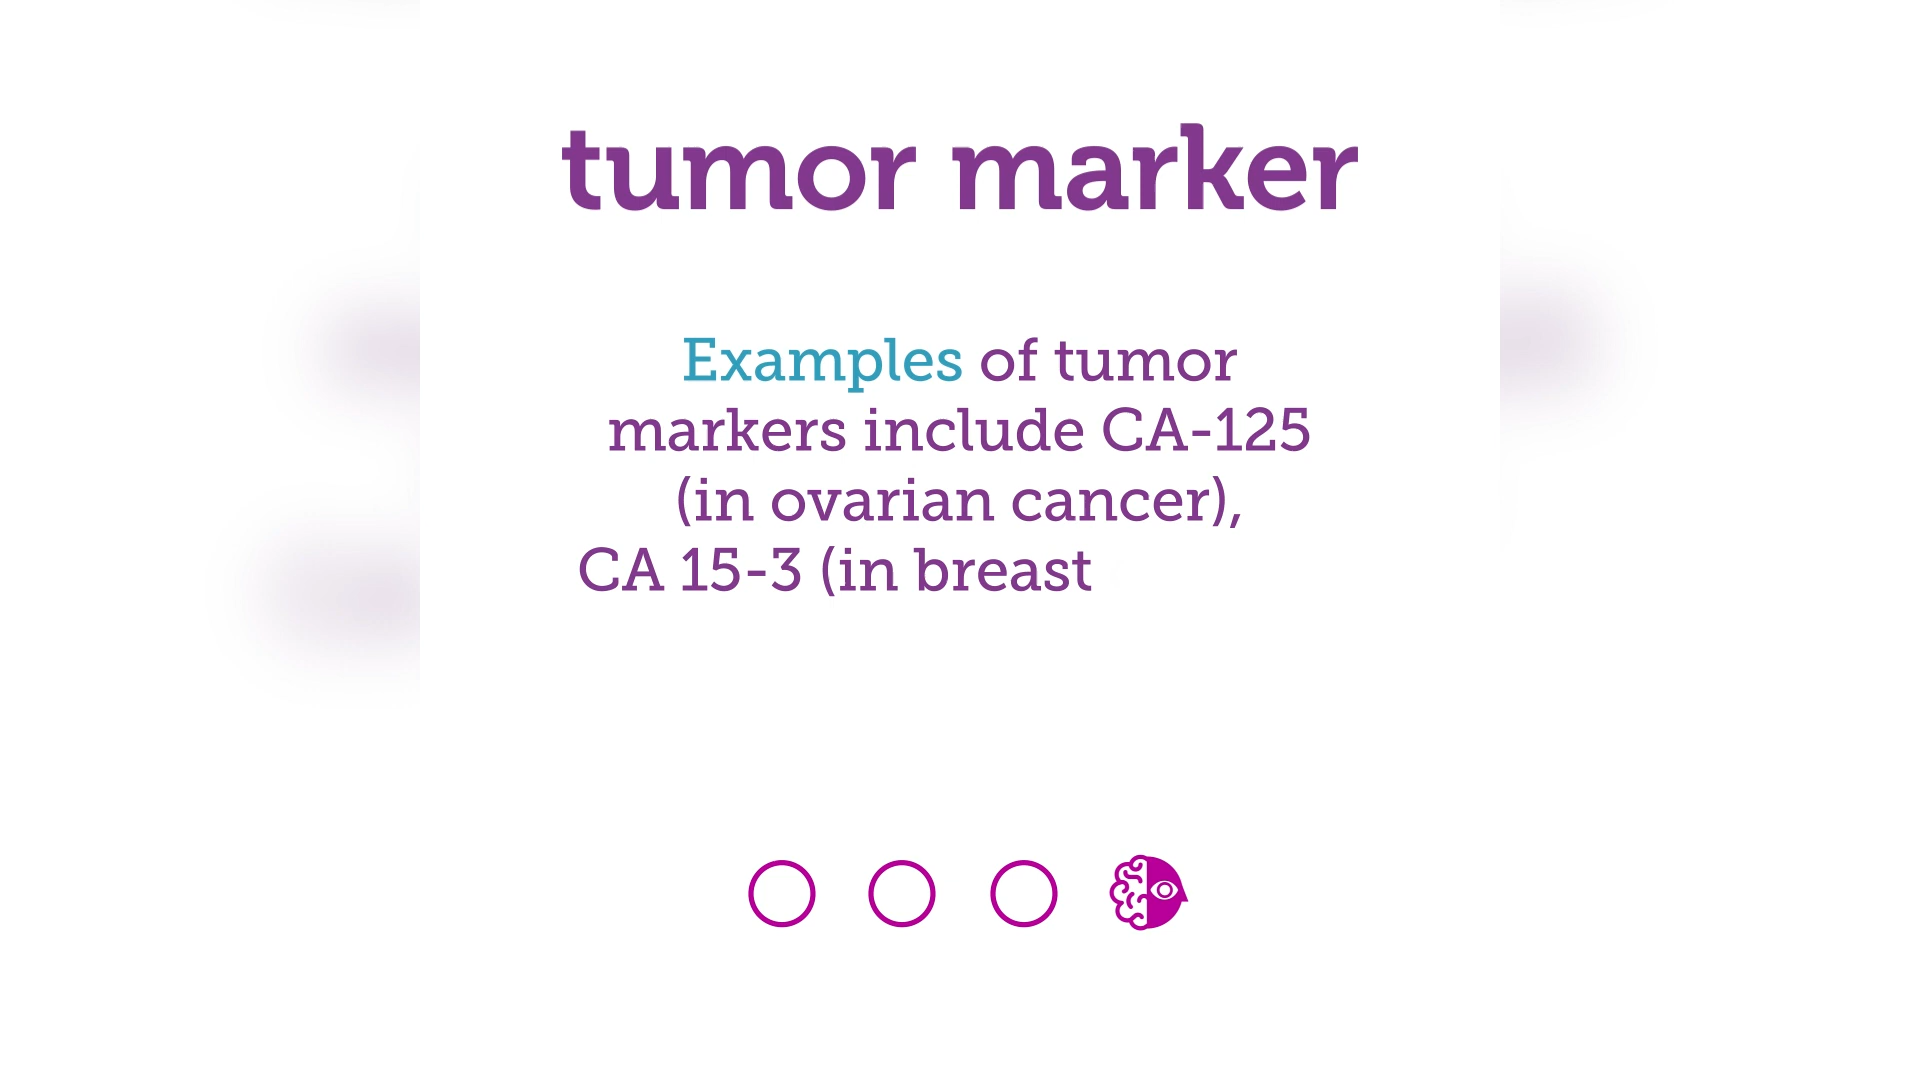 tumor marker
Examples of tumor
markers include CA-125
(in ovarian cancer),
CA 15-3 (in breast